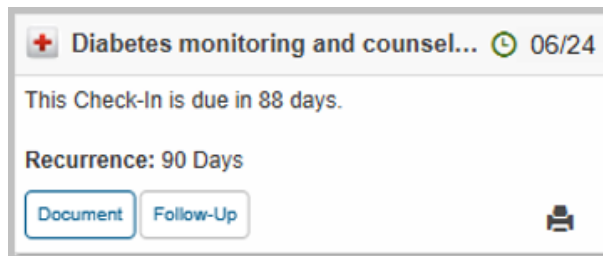 Diabetes monitoring and counsel... 06/24
This Check-In is due in 88 days.
Recurrence: 90 Days
Document Follow-Up